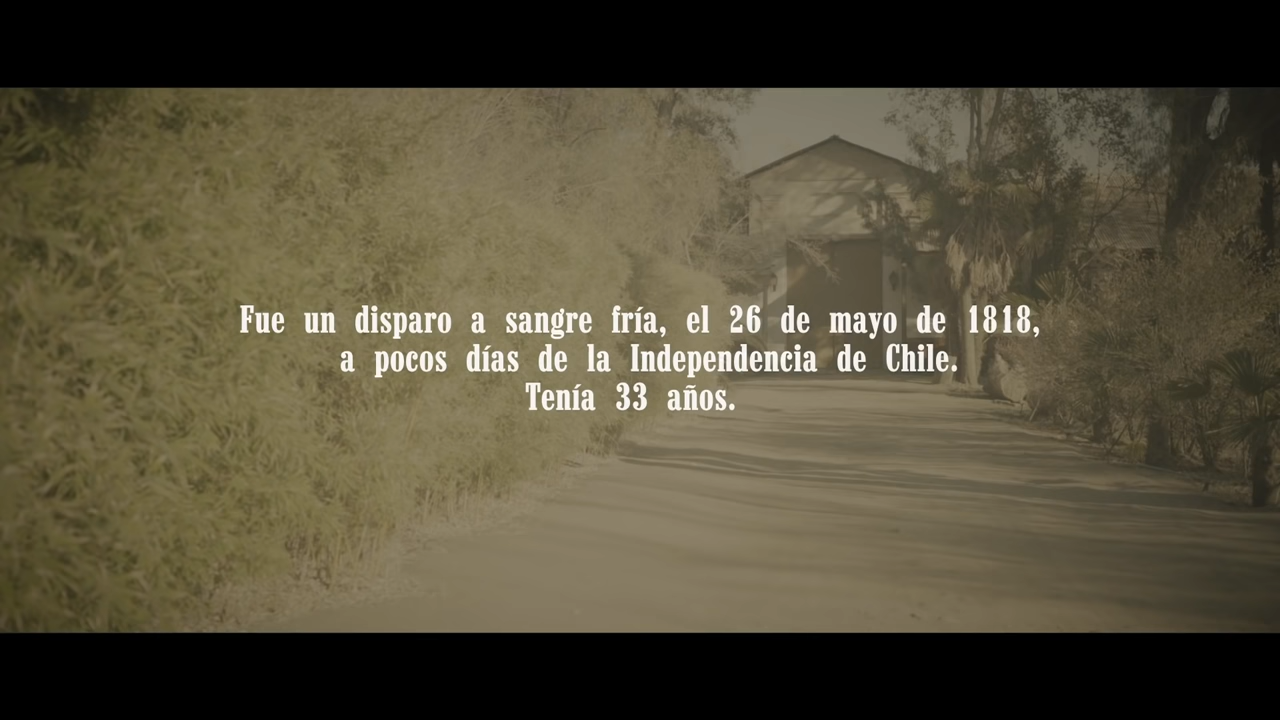 Fue un disparo a sangre fría, el 26 de mayo de 1818,
a pocos días de la Independencia de Chile.
Tenía 33 años.